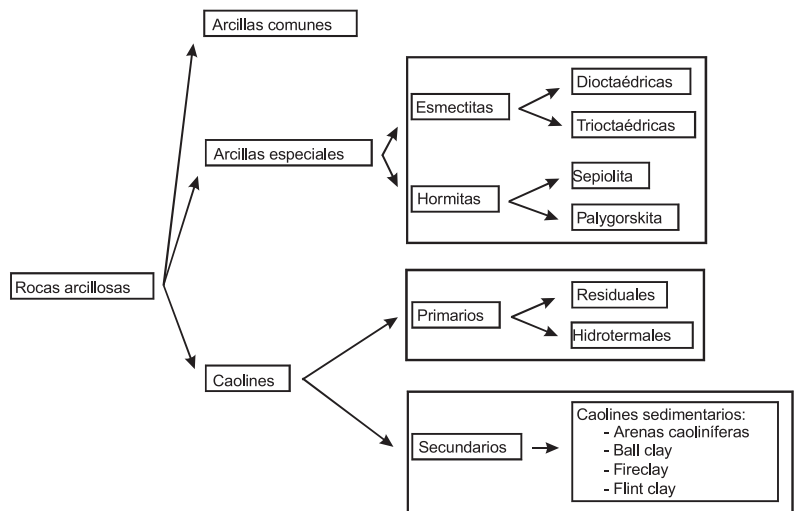 Arcillas comunes
Dioctaédricas
Esmectitas
Trioctaédricas
Arcillas especiales
Sepiolita
Hormitas
Palygorskita
Rocas arcillosas
Residuales
Primarios
Hidrotermales
Caolines
Caolines sedimentarios:
- Arenas caoliníferas
Secundarios
- Ball clay
- Fireclay
- Flint clay